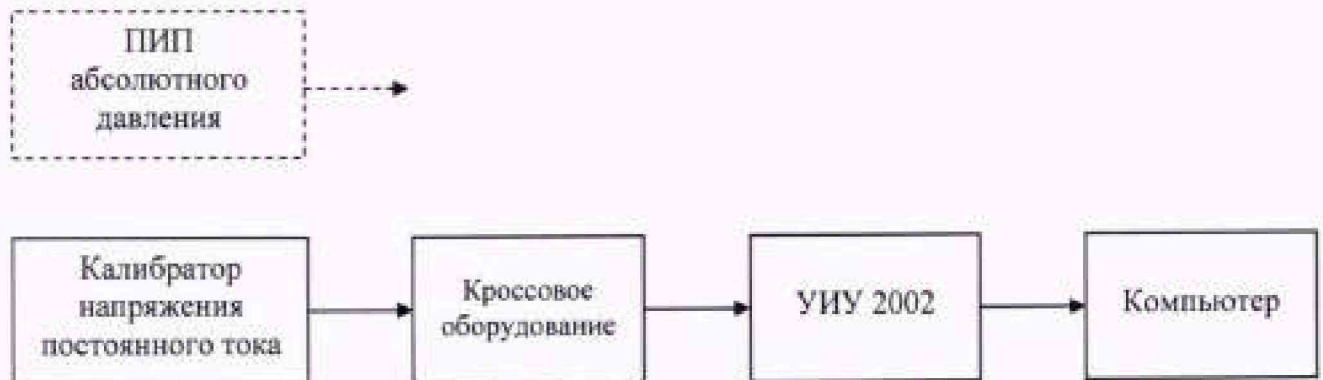 ПИП
абсолютного
давления
Калибратор
напряжения
постоянного тока
Кроссовое
оборудование
УИУ 2002
Компьютер